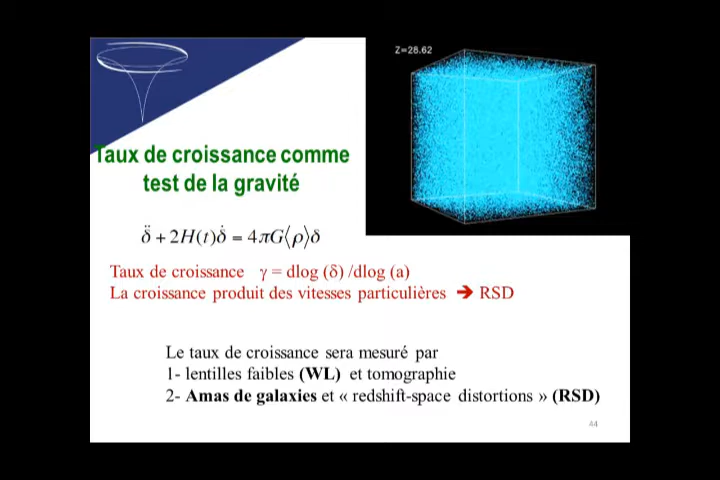 Z=28.62
Taux de croissance comme
test de la gravité
δ̈ + 2H(t)δ̇ = 4πG⟨ρ⟩δ
Taux de croissance γ = dlog (δ) /dlog (a)
La croissance produit des vitesses particulières ➔ RSD
Le taux de croissance sera mesuré par
1- lentilles faibles (WL) et tomographie
2- Amas de galaxies et « redshift-space distortions » (RSD)
A4